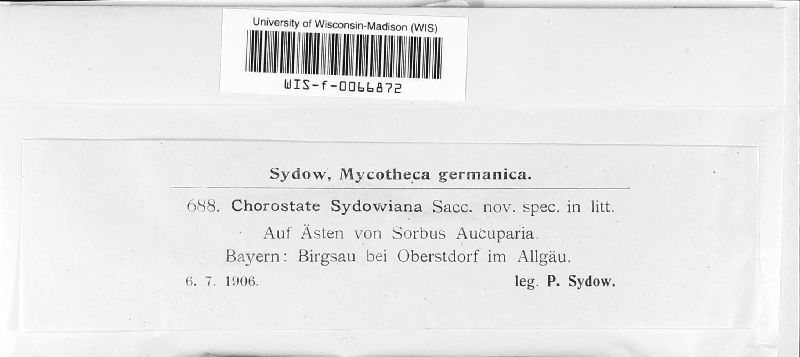 University of Wisconsin-Madison (WIS)
WIS-f-0066872
Sydow, Mycotheca germanica.
688. Chorostate Sydowiana Sacc. nov. spec. in litt.
Auf Ästen von Sorbus Aucuparia.
Bayern: Birgsau bei Oberstdorf im Allgäu.
6. 7. 1906. leg. P. Sydow.